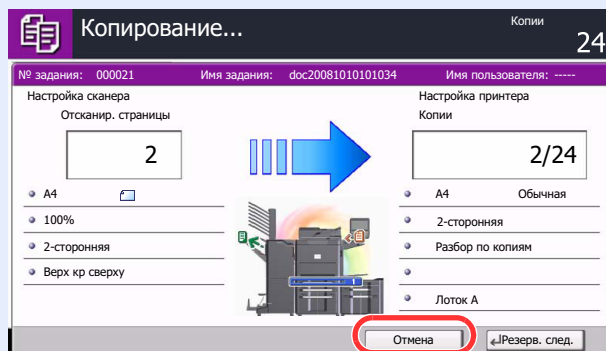 Копирование...
Копии
24
№ задания: 000021 Имя задания: doc20081010101034 Имя пользователя: -----
Настройка сканера
Отсканир. страницы
2
A4
100%
2-сторонняя
Верх кр сверху
Настройка принтера
Копии
2/24
A4 Обычная
2-сторонняя
Разбор по копиям
Лоток A
Отмена
Резерв. след.